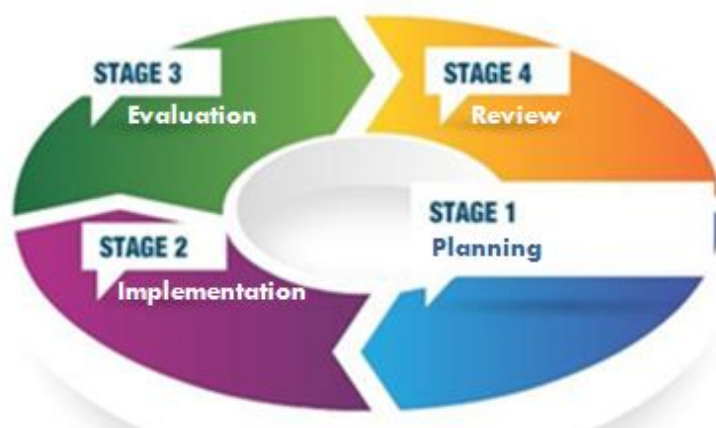 STAGE 3
Evaluation
STAGE 4
Review
STAGE 2
Implementation
STAGE 1
Planning